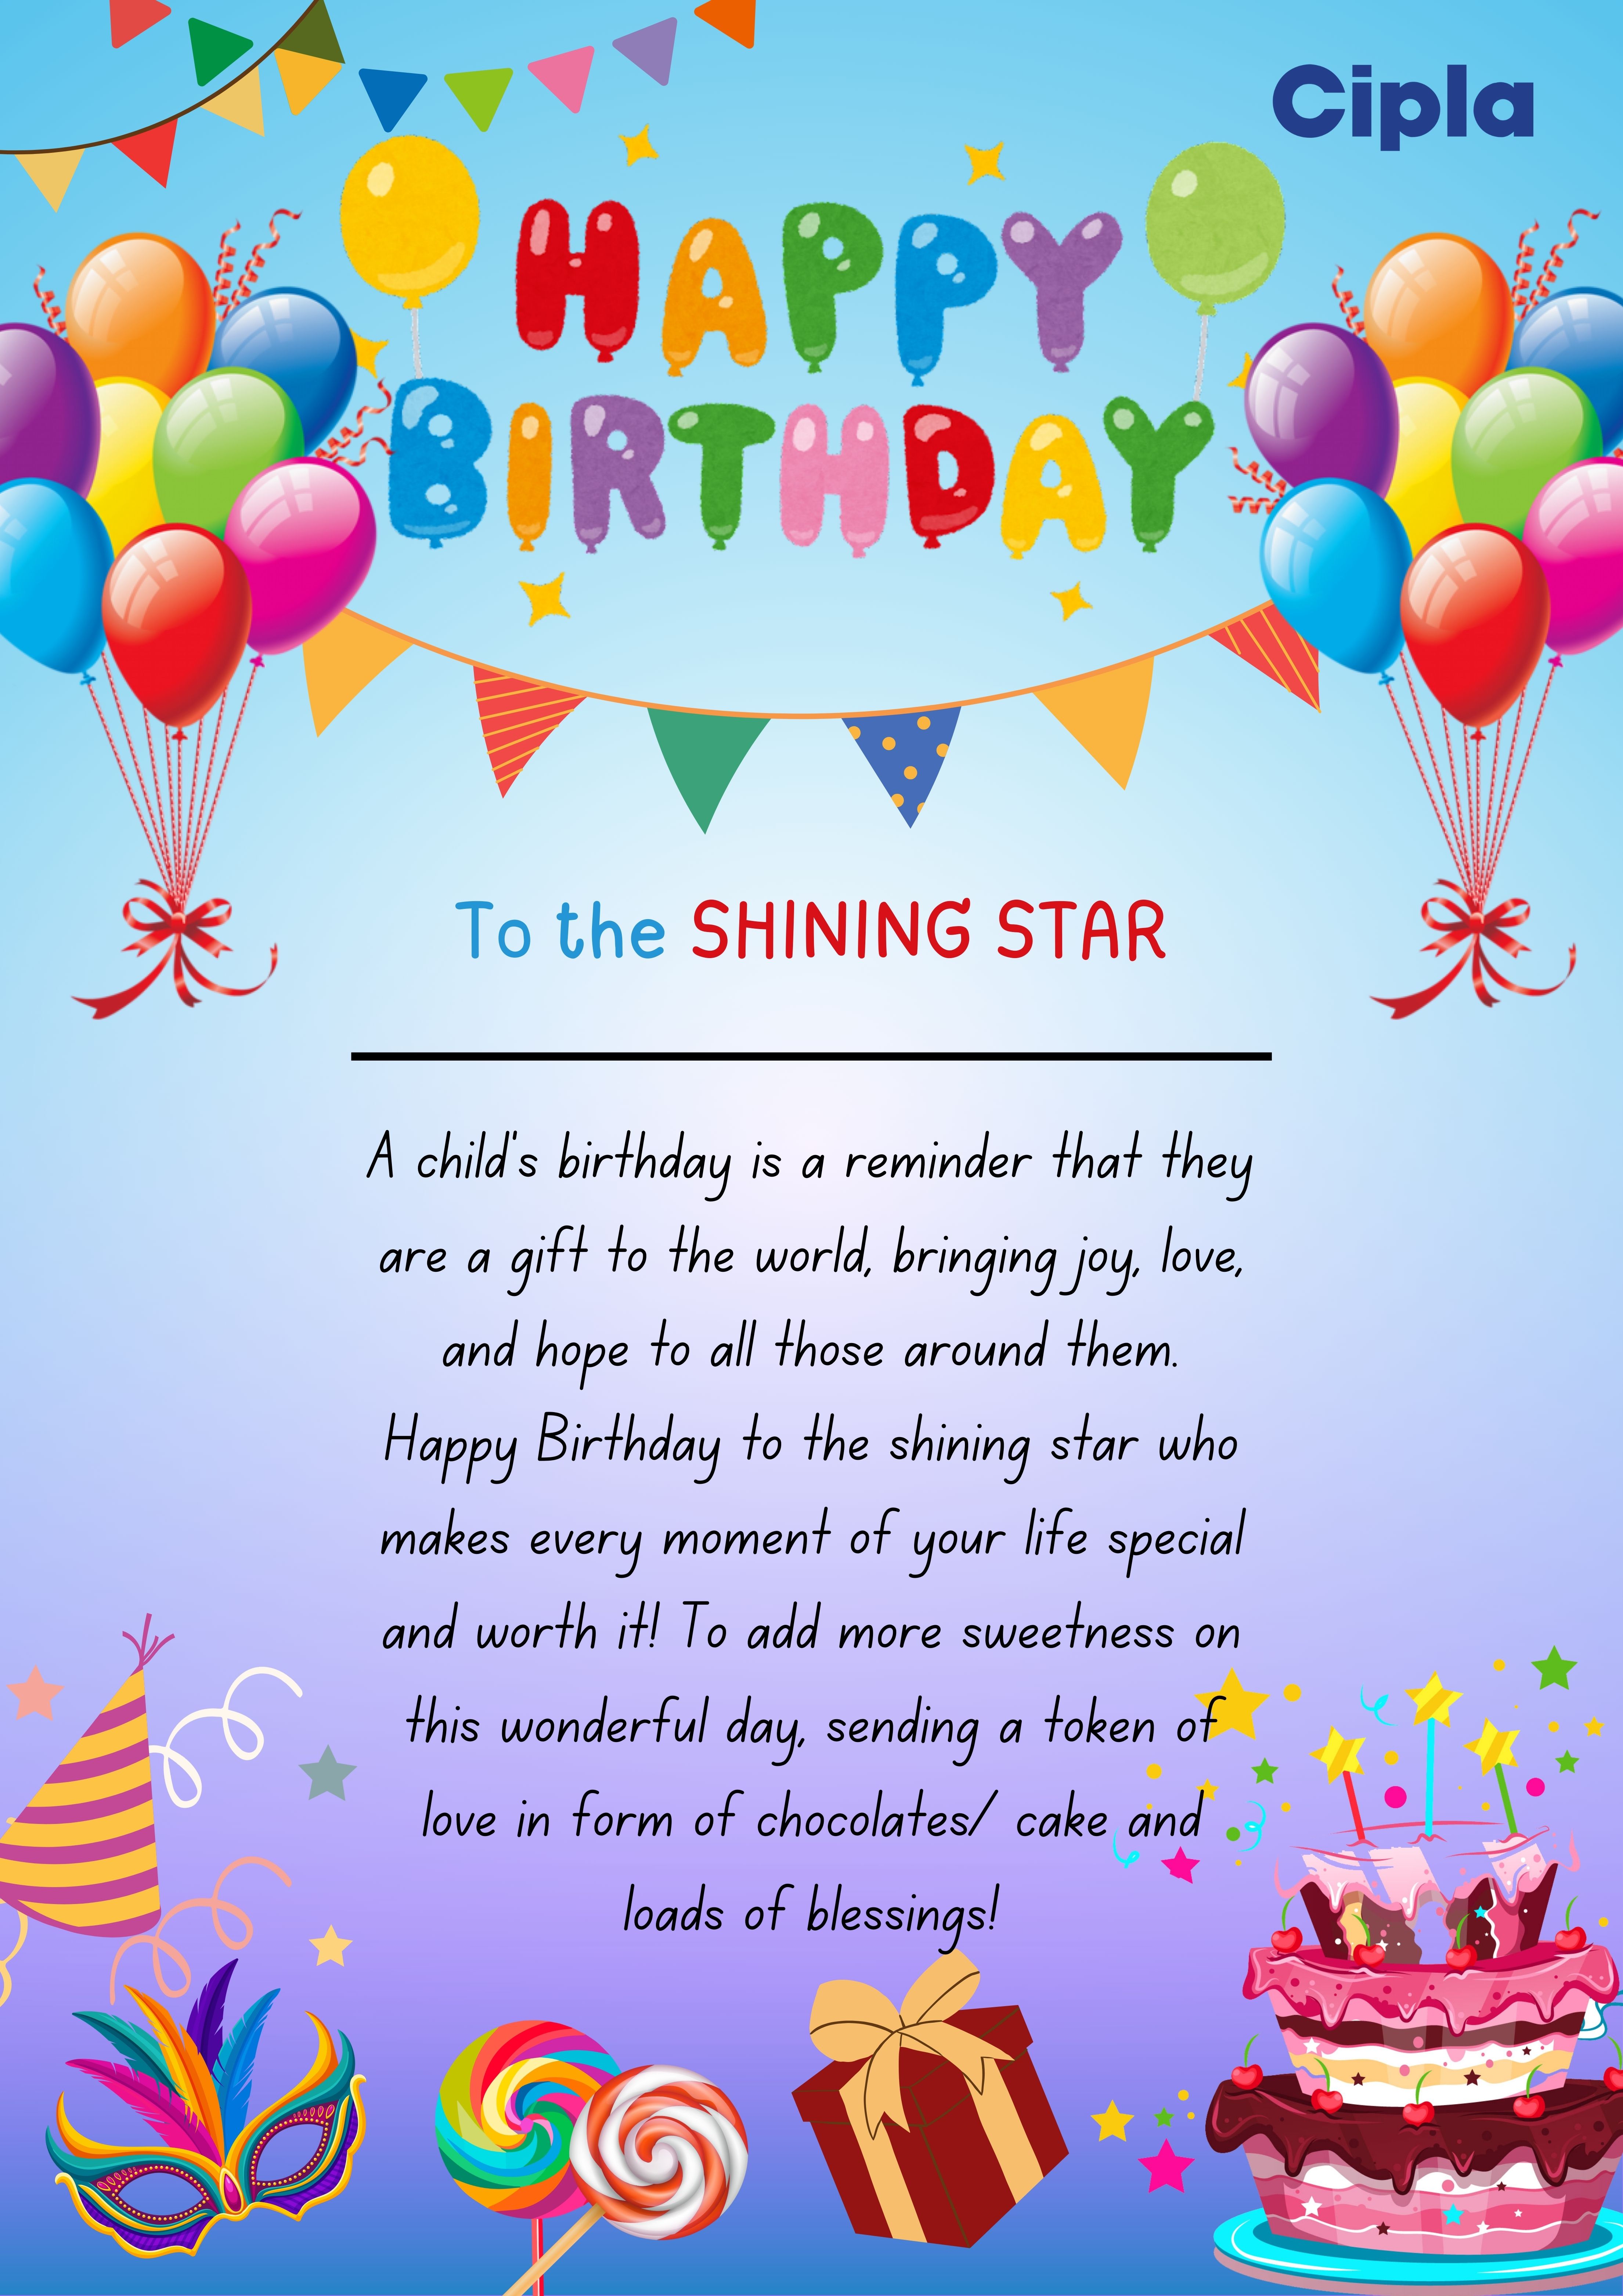 Cipla
HAPPY
BIRTHDAY
To the SHINING STAR
A child's birthday is a reminder that they
are a gift to the world, bringing joy, love,
and hope to all those around them.
Happy Birthday to the shining star who
makes every moment of your life special
and worth it! To add more sweetness on
this wonderful day, sending a token of
love in form of chocolates/ cake and
loads of blessings!